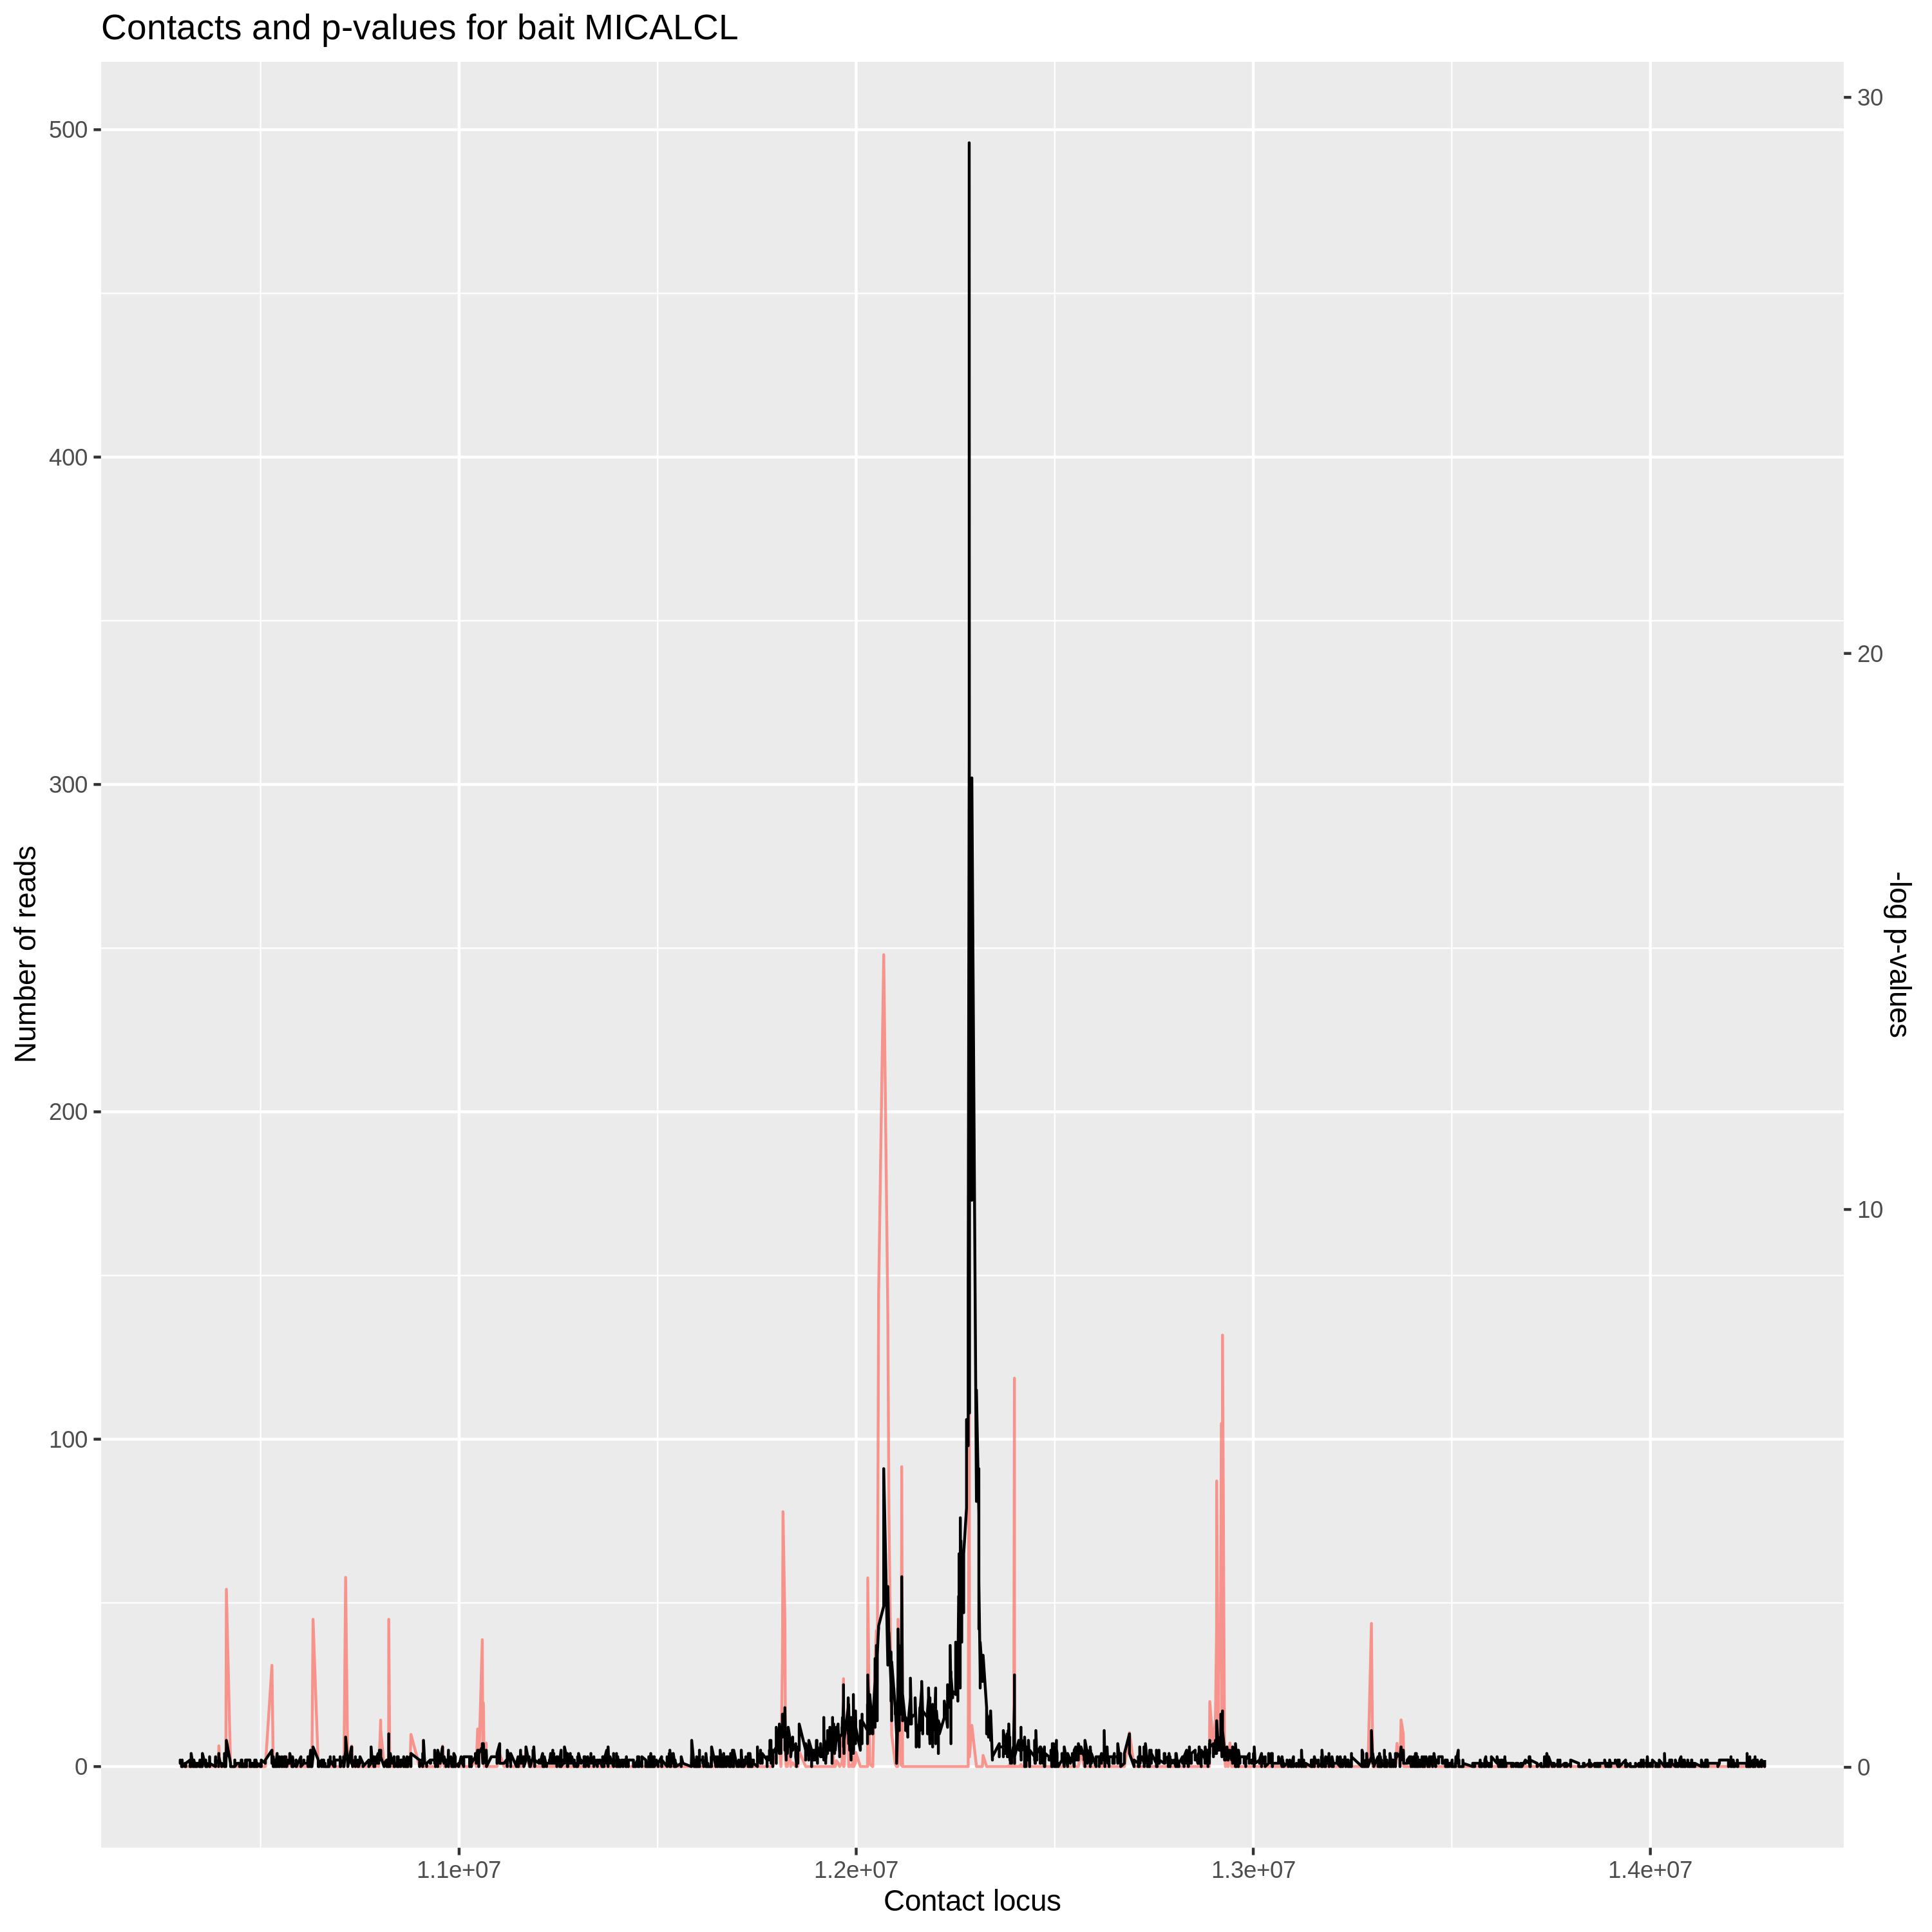 Contacts and p-values for bait MICALCL
500
400
300
200
100
0
Number of reads
30
20
10
0
-log p-values
1.1e+07
1.2e+07
1.3e+07
1.4e+07
Contact locus